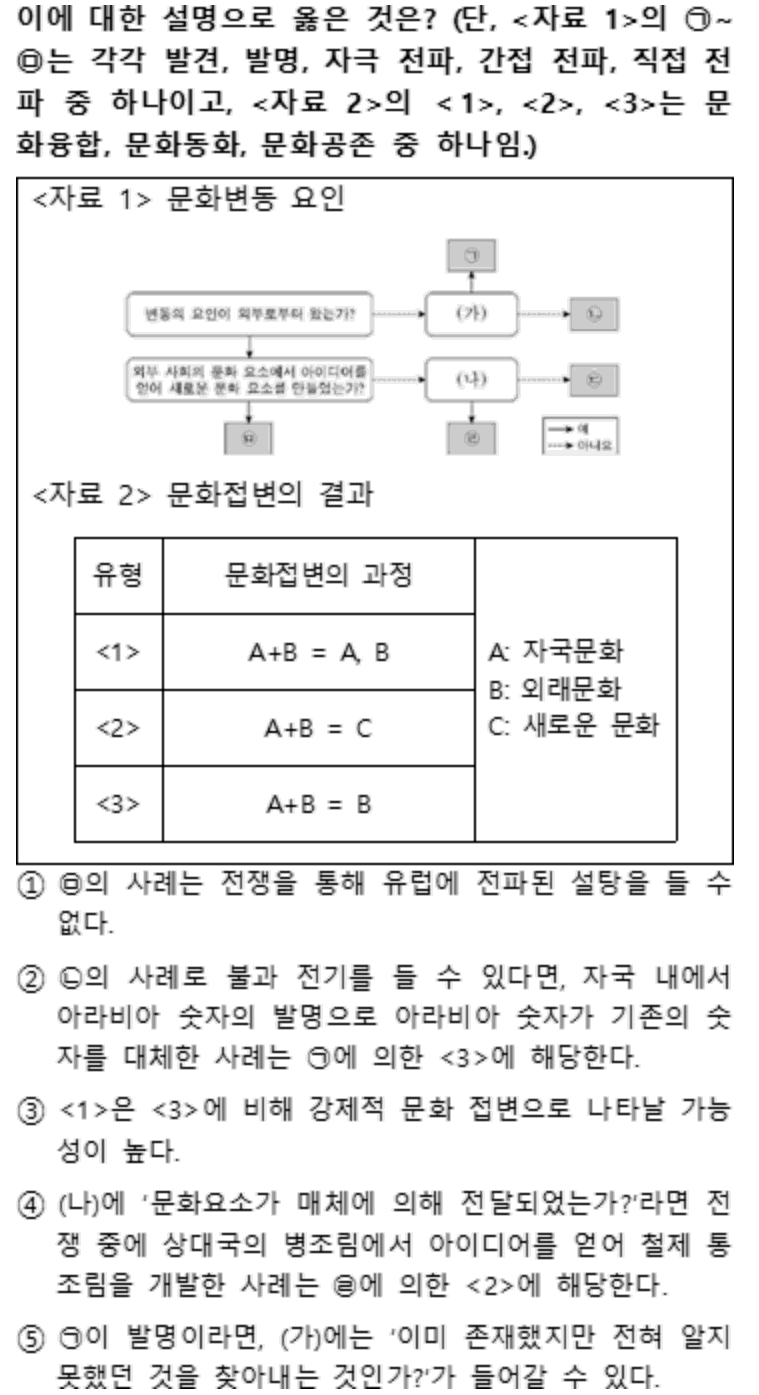 이에 대한 설명으로 옳은 것은? (단, <자료 1>의 ㉠~
㉤는 각각 발견, 발명, 자극 전파, 간접 전파, 직접 전
파 중 하나이고, <자료 2>의 <1>, <2>, <3>는 문
화융합, 문화동화, 문화공존 중 하나임.)
<자료 1> 문화변동 요인
㉠
변동의 요인이 외부로부터 왔는가?
(가)
㉡
외부 사회의 문화 요소에서 아이디어를
얻어 새로운 문화 요소를 만들었는가?
(나)
㉢
㉤
㉣
예
아니요
<자료 2> 문화접변의 결과
유형 문화접변의 과정
<1> A+B = A, B
<2> A+B = C
<3> A+B = B
A: 자국문화
B: 외래문화
C: 새로운 문화
① ㉤의 사례는 전쟁을 통해 유럽에 전파된 설탕을 들 수
없다.
② ㉡의 사례로 불과 전기를 들 수 있다면, 자국 내에서
아라비아 숫자의 발명으로 아라비아 숫자가 기존의 숫
자를 대체한 사례는 ㉠에 의한 <3>에 해당한다.
③ <1>은 <3>에 비해 강제적 문화 접변으로 나타날 가능
성이 높다.
④ (나)에 ‘문화요소가 매체에 의해 전달되었는가?’라면 전
쟁 중에 상대국의 병조림에서 아이디어를 얻어 철제 통
조림을 개발한 사례는 ㉣에 의한 <2>에 해당한다.
⑤ ㉠이 발명이라면, (가)에는 ‘이미 존재했지만 전혀 알지
못했던 것을 찾아내는 것인가?’가 들어갈 수 있다.